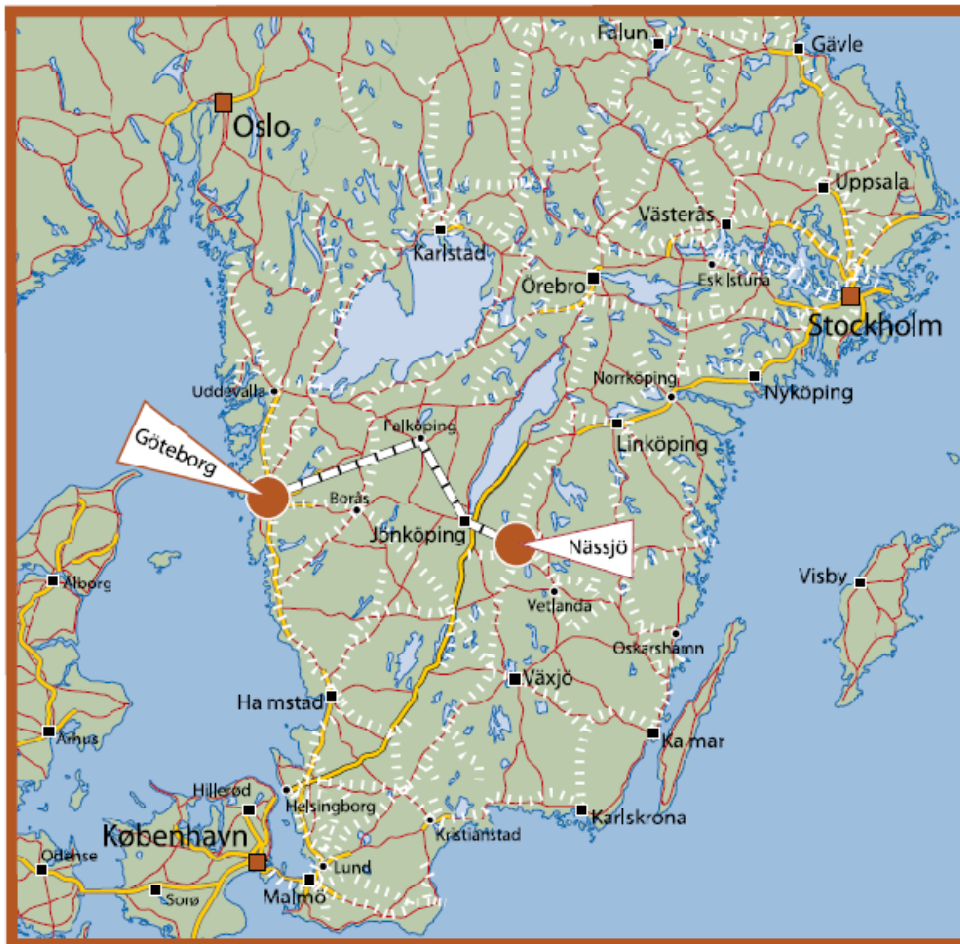 Falun
Gävle
Oslo
Uppsala
Västerås
Karlstad
Eskilstuna
Örebro
Stockholm
Norrköping
Nyköping
Uddevalla
Falköping
Linköping
Göteborg
Borås
Jönköping
Nässjö
Visby
Ålborg
Vetlanda
Oskarshamn
Växjö
Halmstad
Århus
Kalmar
Hillerød
Helsingborg
Karlskrona
København
Kristianstad
Odense
Lund
Malmö
Sorø